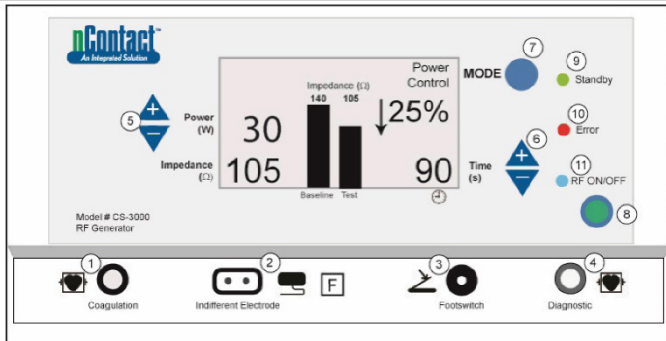 nContact™
An Integrated Solution
5
Power
(W)
30
Impedance
(Ω)
105
Impedance (Ω)
140 105
Baseline Test
Power
Control
↓25%
90
Time
(s)
MODE
7
9
Standby
10
Error
6
11
RF ON/OFF
8
Model # CS-3000
RF Generator
1
Coagulation
2
Indifferent Electrode
F
3
Footswitch
4
Diagnostic